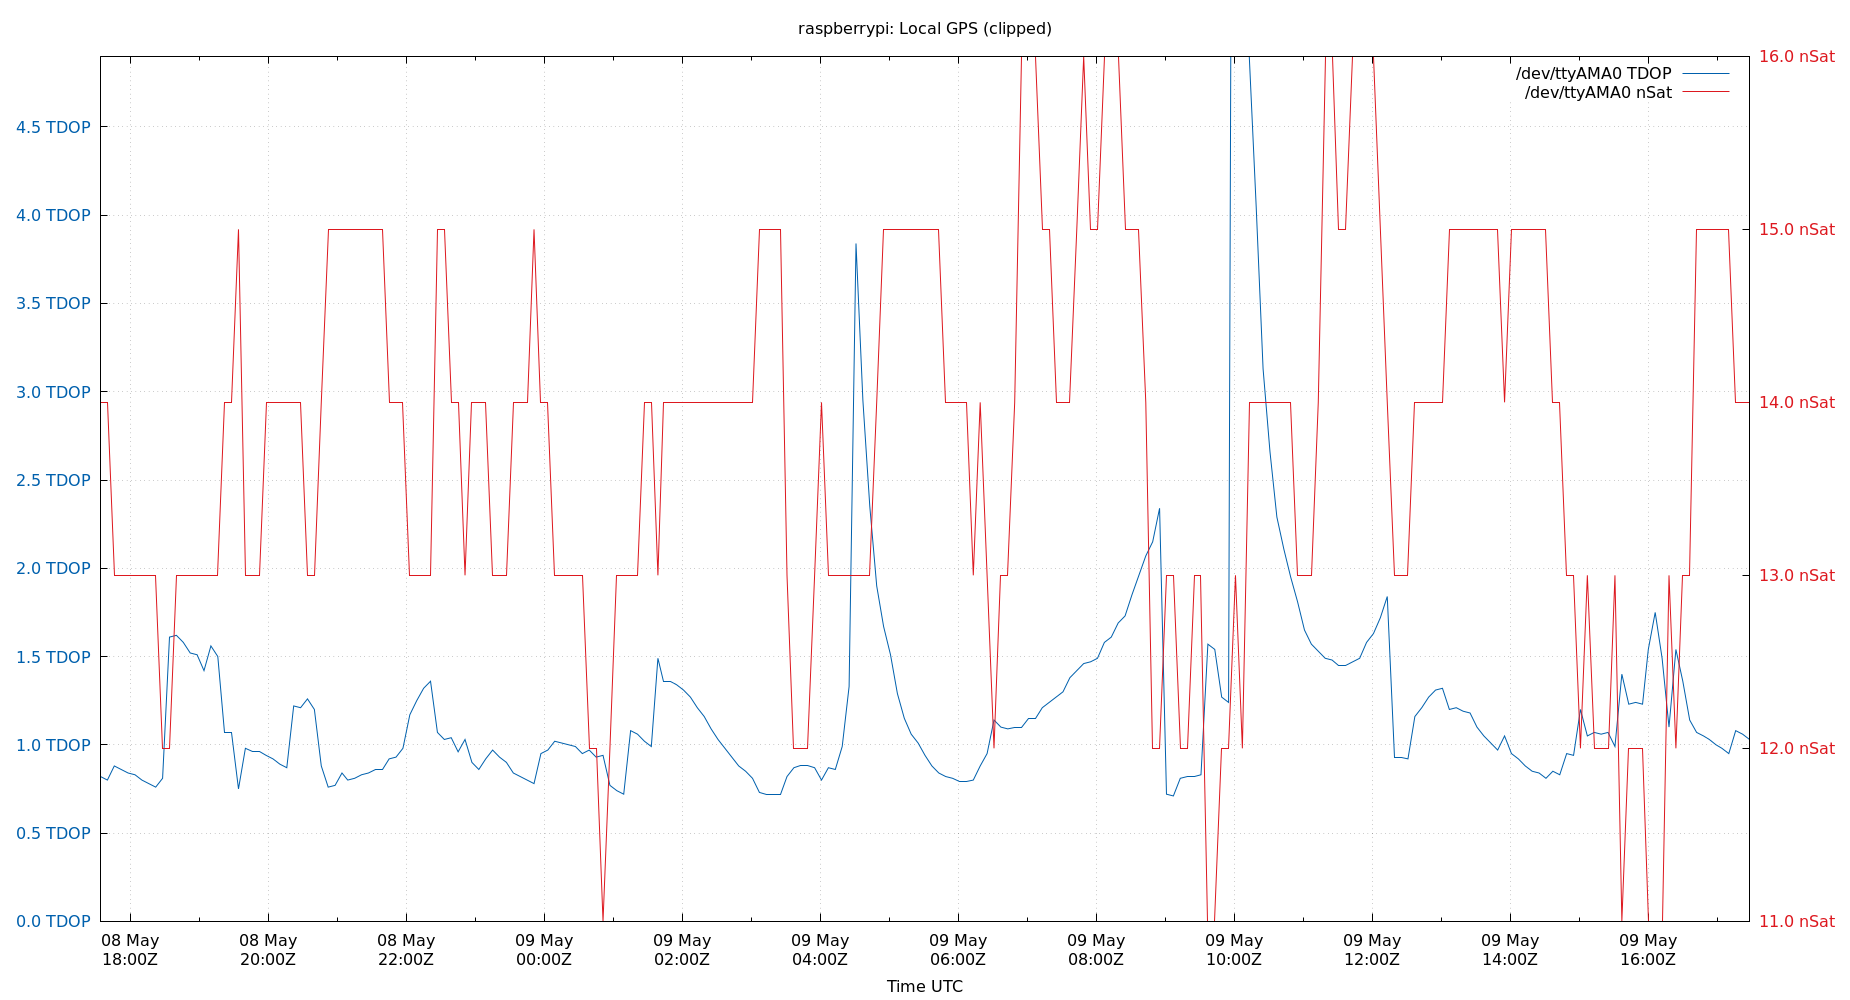 raspberrypi: Local GPS (clipped)
16.0 nSat
/dev/ttyAMA0 TDOP
/dev/ttyAMA0 nSat
4.5 TDOP
4.0 TDOP
15.0 nSat
3.5 TDOP
3.0 TDOP
14.0 nSat
2.5 TDOP
2.0 TDOP
13.0 nSat
1.5 TDOP
1.0 TDOP
12.0 nSat
0.5 TDOP
0.0 TDOP
11.0 nSat
08 May 08 May 08 May 09 May 09 May 09 May 09 May 09 May 09 May 09 May 09 May 09 May
18:00Z 20:00Z 22:00Z 00:00Z 02:00Z 04:00Z 06:00Z 08:00Z 10:00Z 12:00Z 14:00Z 16:00Z
Time UTC